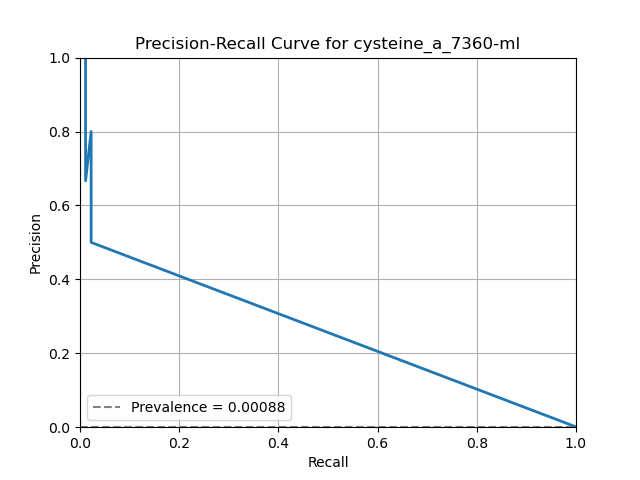 Precision-Recall Curve for cysteine_a_7360-ml
Precision
1.0
0.8
0.6
0.4
0.2
0.0
Prevalence = 0.00088
0.0 0.2 0.4 0.6 0.8 1.0
Recall